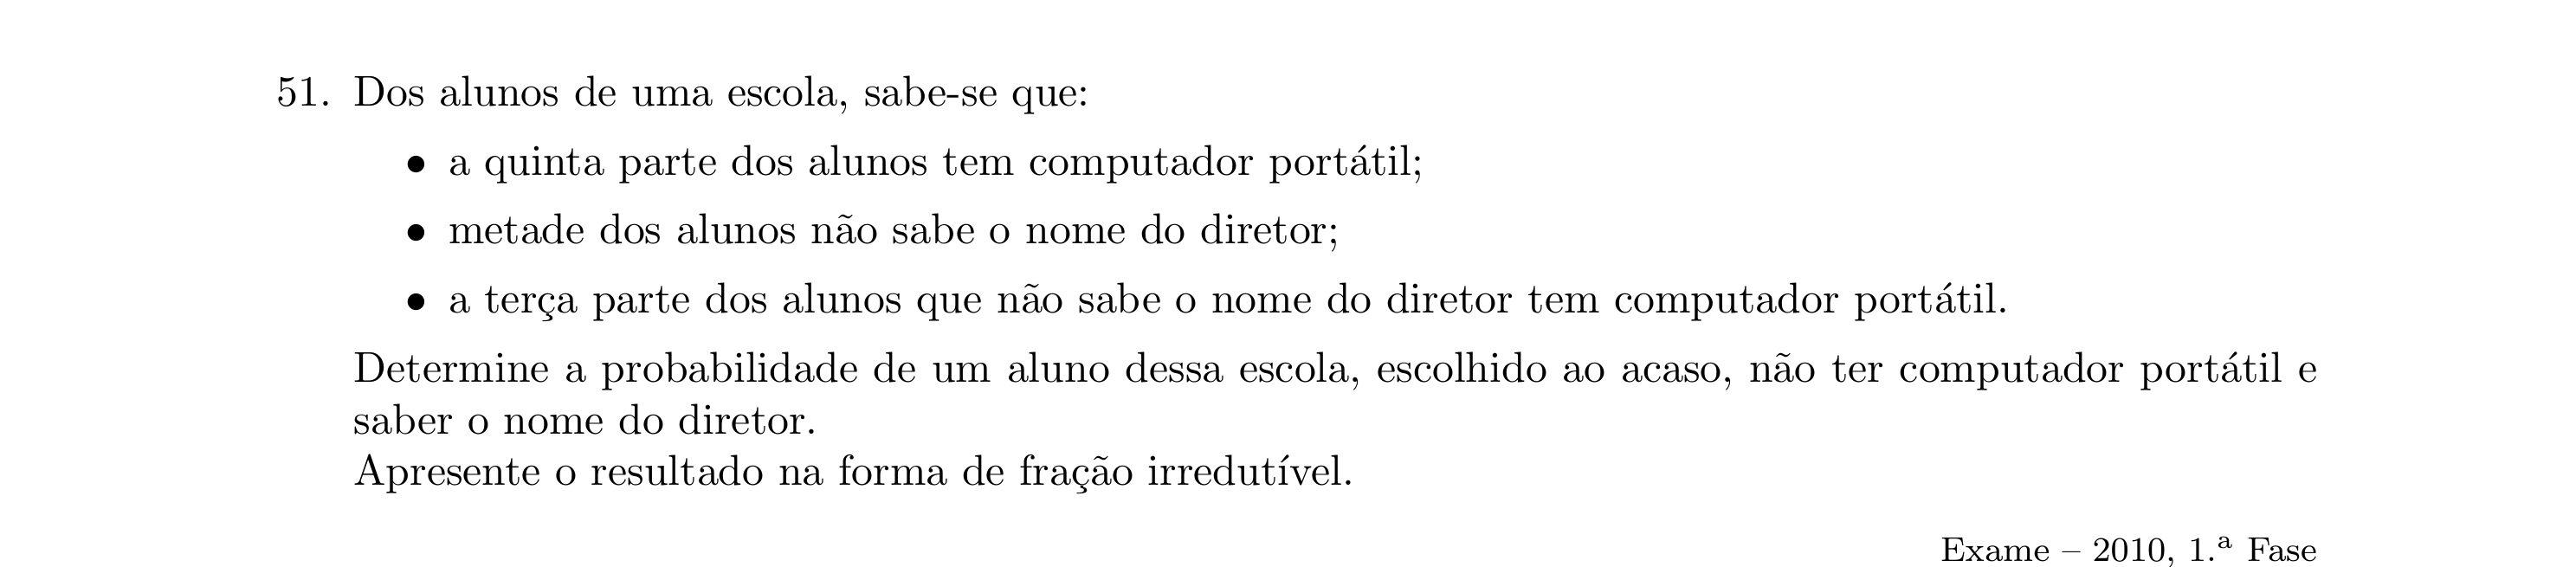 51. Dos alunos de uma escola, sabe-se que:
• a quinta parte dos alunos tem computador portátil;
• metade dos alunos não sabe o nome do diretor;
• a terça parte dos alunos que não sabe o nome do diretor tem computador portátil.
Determine a probabilidade de um aluno dessa escola, escolhido ao acaso, não ter computador portátil e
saber o nome do diretor.
Apresente o resultado na forma de fração irredutível.
Exame – 2010, 1.ª Fase